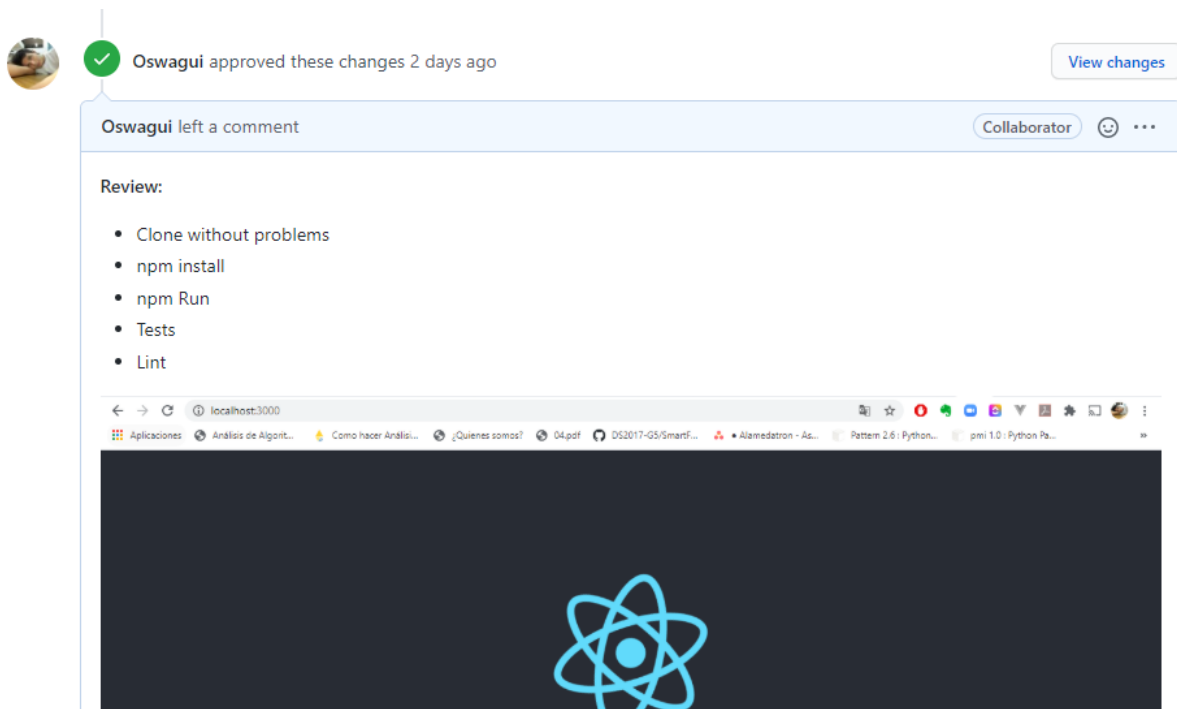 Oswagui approved these changes 2 days ago
View changes
Oswagui left a comment
Collaborator
Review:
Clone without problems
npm install
npm Run
Tests
Lint
localhost:3000
Aplicaciones Análisis de Algorit... Como hacer Análisi... ¿Quienes somos? 04.pdf DS2017-G5/SmartF... • Alamedatron - As... Pattern 2.6 : Python... pmi 1.0 : Python Pa... »